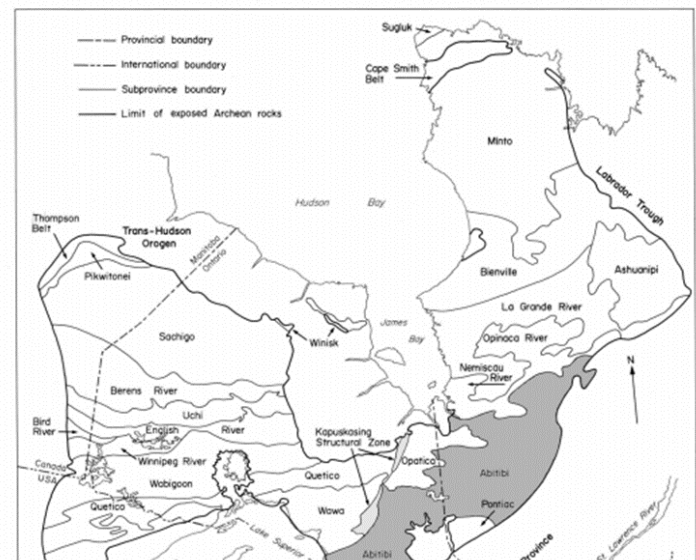 Provincial boundary
International boundary
Subprovince boundary
Limit of exposed Archean rocks
Sugluk
Cape Smith
Belt
Minto
Labrador Trough
Hudson Bay
Thompson
Belt
Trans-Hudson
Orogen
Manitoba
Ontario
Pikwitonei
Bienville
Ashuanipi
La Grande River
Sachigo
Winisk
James
Bay
Opinaca River
Nemiscau
River
N
Berens River
Uchi
Bird
River
English River
Kapuskasing
Structural Zone
Winnipeg River
Opatica
Canada
USA
Wabigoon
Quetico
Abitibi
Quetico
Wawa
Pontiac
Lake Superior
Abitibi
Province
St. Lawrence River